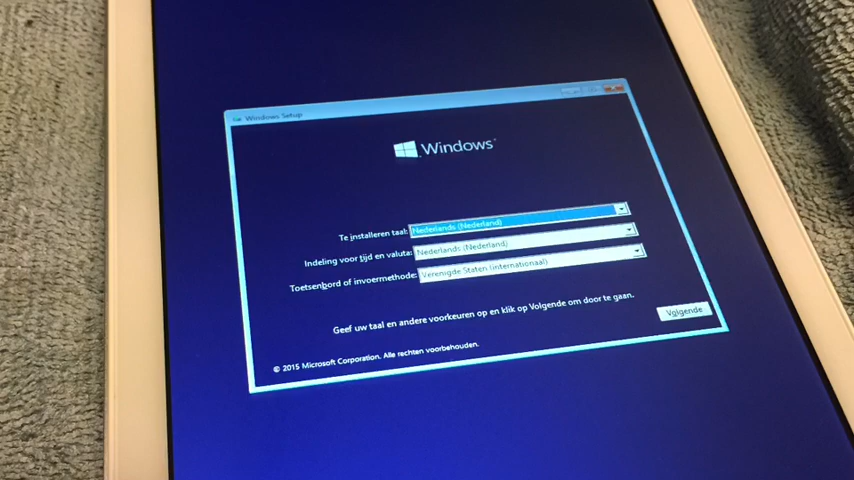 Windows Setup
Windows
Te installeren taal: Nederlands (Nederland)
Indeling voor tijd en valuta: Nederlands (Nederland)
Toetsenbord of invoermethode: Verenigde Staten (internationaal)
Geef uw taal en andere voorkeuren op en klik op Volgende om door te gaan.
Volgende
© 2015 Microsoft Corporation. Alle rechten voorbehouden.